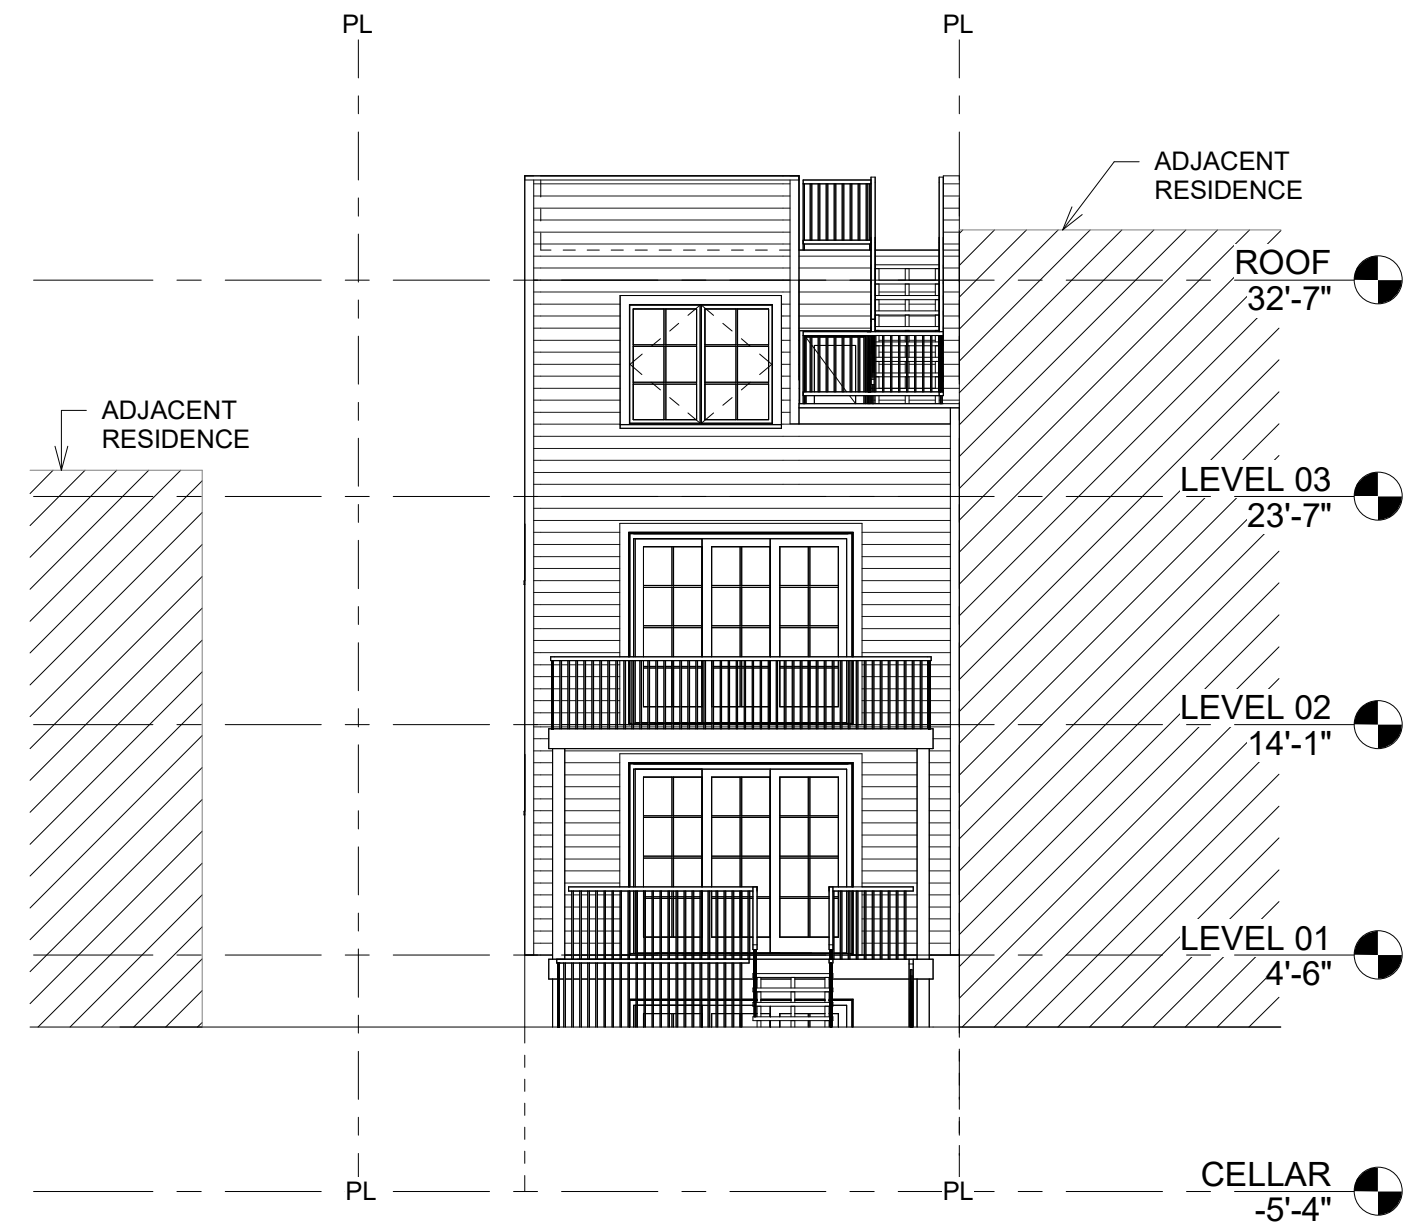 PL
PL
ADJACENT
RESIDENCE
ROOF
32'-7"
ADJACENT
RESIDENCE
LEVEL 03
23'-7"
LEVEL 02
14'-1"
LEVEL 01
4'-6"
CELLAR
-5'-4"
PL
PL